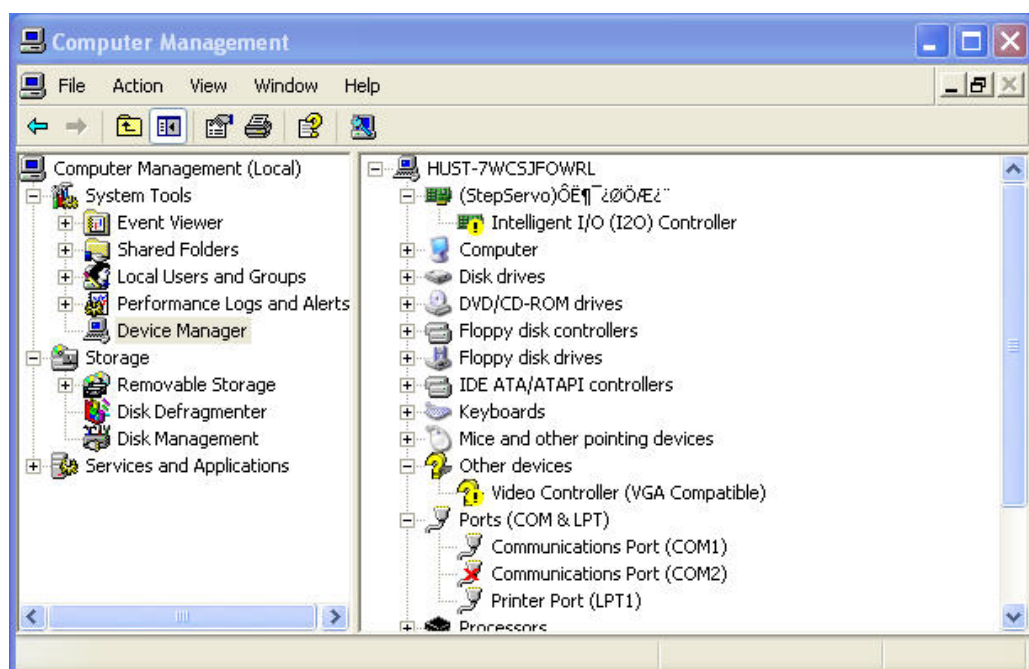 Computer Management
File Action View Window Help
Computer Management (Local)
System Tools
Event Viewer
Shared Folders
Local Users and Groups
Performance Logs and Alerts
Device Manager
Storage
Removable Storage
Disk Defragmenter
Disk Management
Services and Applications
HUST-7WCSJFOWRL
(StepServo)ÔË¶¯¿ØÖÆ¿¨
Intelligent I/O (I2O) Controller
Computer
Disk drives
DVD/CD-ROM drives
Floppy disk controllers
Floppy disk drives
IDE ATA/ATAPI controllers
Keyboards
Mice and other pointing devices
Other devices
Video Controller (VGA Compatible)
Ports (COM & LPT)
Communications Port (COM1)
Communications Port (COM2)
Printer Port (LPT1)
Processors